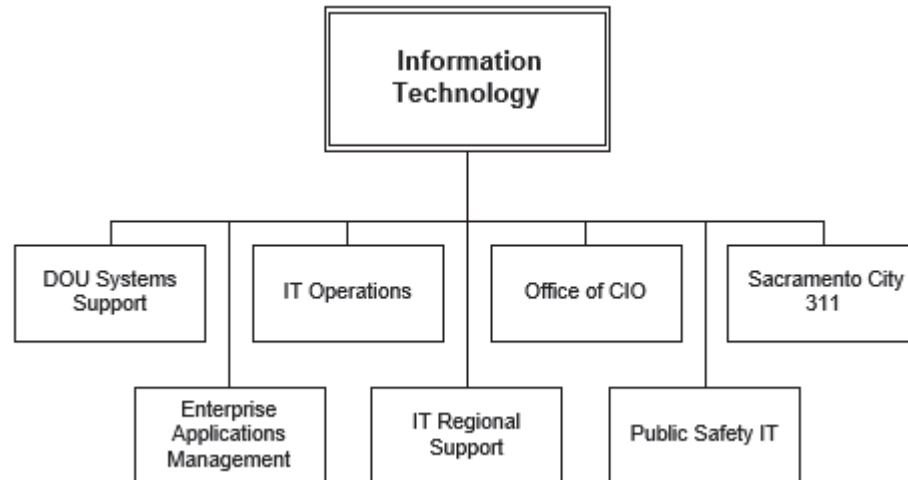 Information
Technology
DOU Systems
Support
IT Operations
Office of CIO
Sacramento City
311
Enterprise
Applications
Management
IT Regional
Support
Public Safety IT